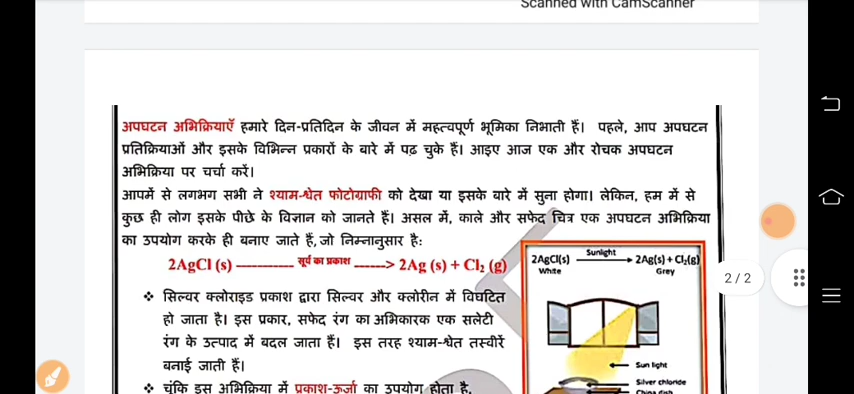 Scanned with CamScanner
अपघटन अभिक्रियाएँ हमारे दिन-प्रतिदिन के जीवन में महत्वपूर्ण भूमिका निभाती हैं। पहले, आप अपघटन
प्रतिक्रियाओं और इसके विभिन्न प्रकारों के बारे में पढ़ चुके हैं। आइए आज एक और रोचक अपघटन
अभिक्रिया पर चर्चा करें।
आपमें से लगभग सभी ने श्याम-श्वेत फोटोग्राफी को देखा या इसके बारे में सुना होगा। लेकिन, हम में से
कुछ ही लोग इसके पीछे के विज्ञान को जानते हैं। असल में, काले और सफेद चित्र एक अपघटन अभिक्रिया
का उपयोग करके ही बनाए जाते हैं, जो निम्नानुसार है:
2AgCl (s) ----------- सूर्य का प्रकाश ------> 2Ag (s) + Cl₂ (g)
❖ सिल्वर क्लोराइड प्रकाश द्वारा सिल्वर और क्लोरीन में विघटित
हो जाता है। इस प्रकार, सफेद रंग का अभिकारक एक सलेटी
रंग के उत्पाद में बदल जाता हैं। इस तरह श्याम-श्वेत तस्वीरें
बनाई जाती हैं।
❖ चूंकि इस अभिक्रिया में प्रकाश-ऊर्जा का उपयोग होता है,
2AgCl(s) Sunlight 2Ag(s) + Cl₂(g)
White Grey
Sun light
Silver chloride
China dish
2 / 2